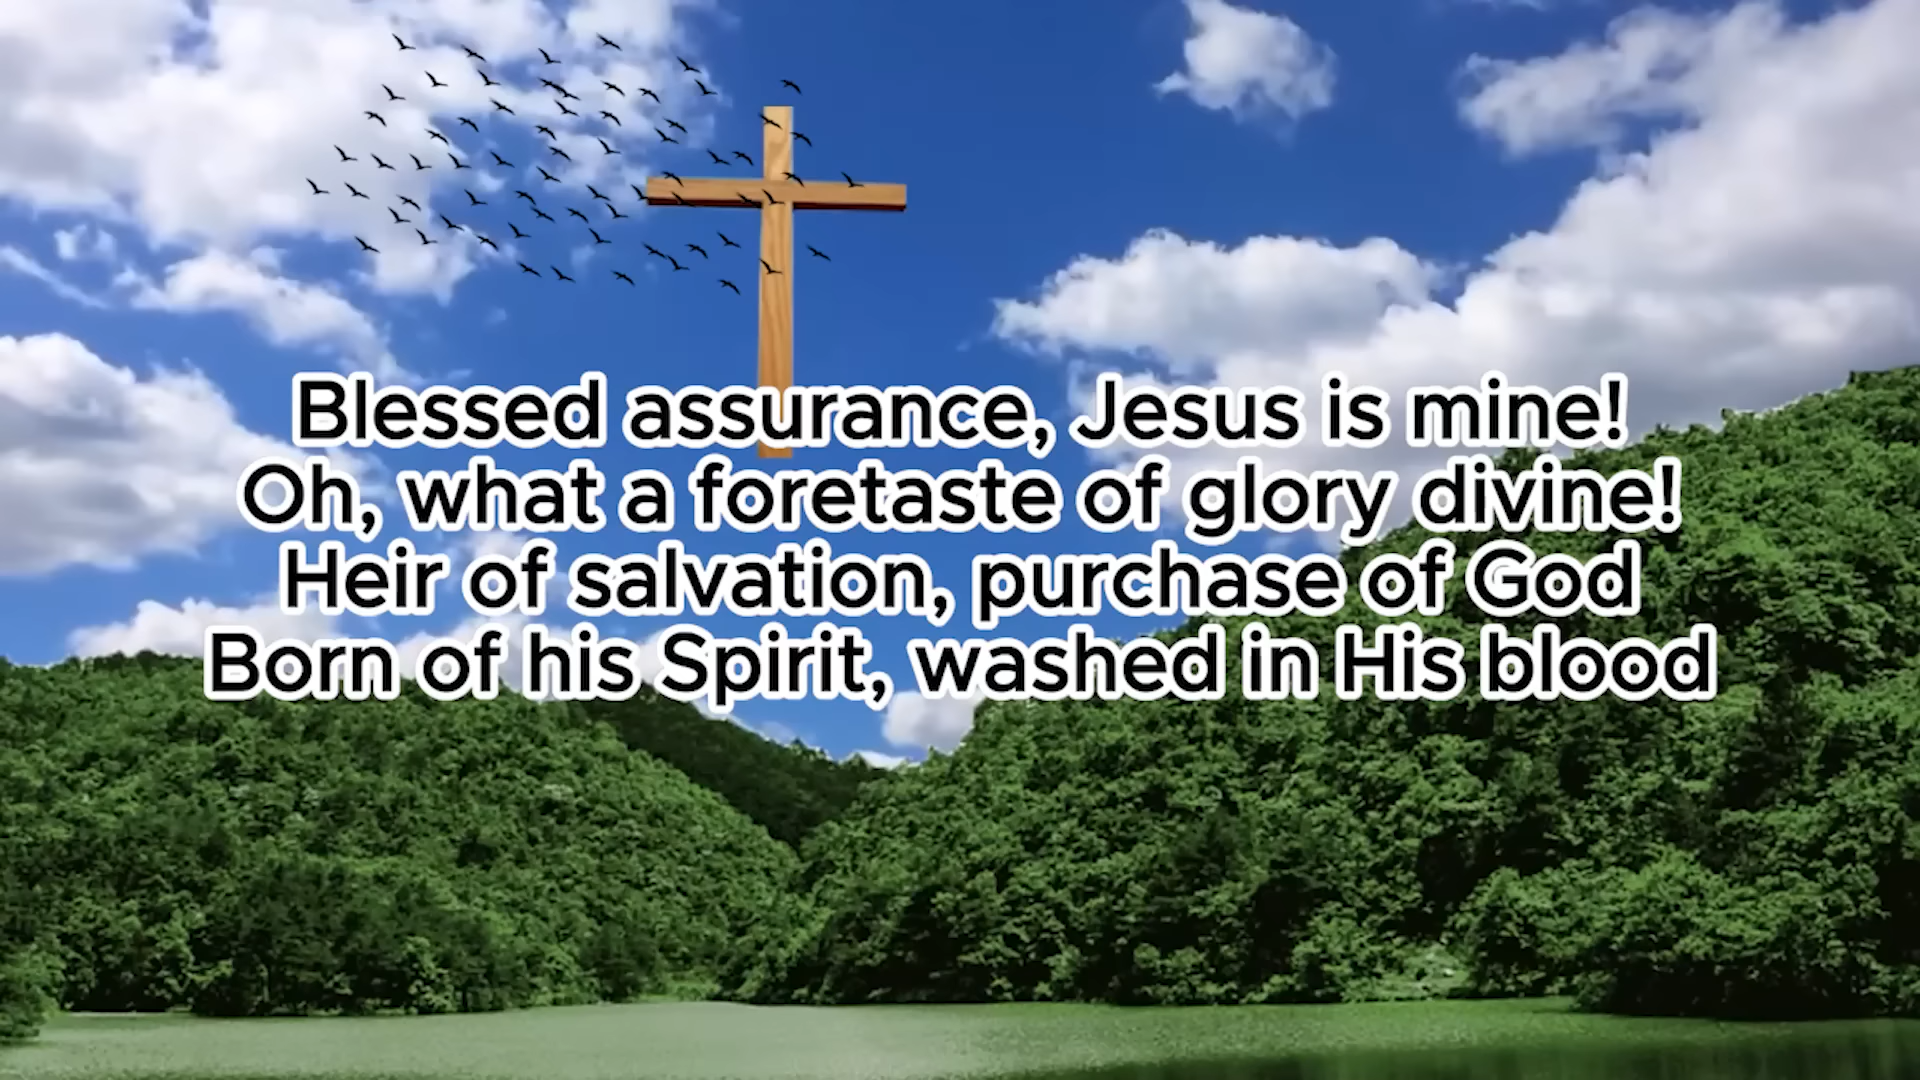 Blessed assurance, Jesus is mine!
Oh, what a foretaste of glory divine!
Heir of salvation, purchase of God
Born of his Spirit, washed in His blood